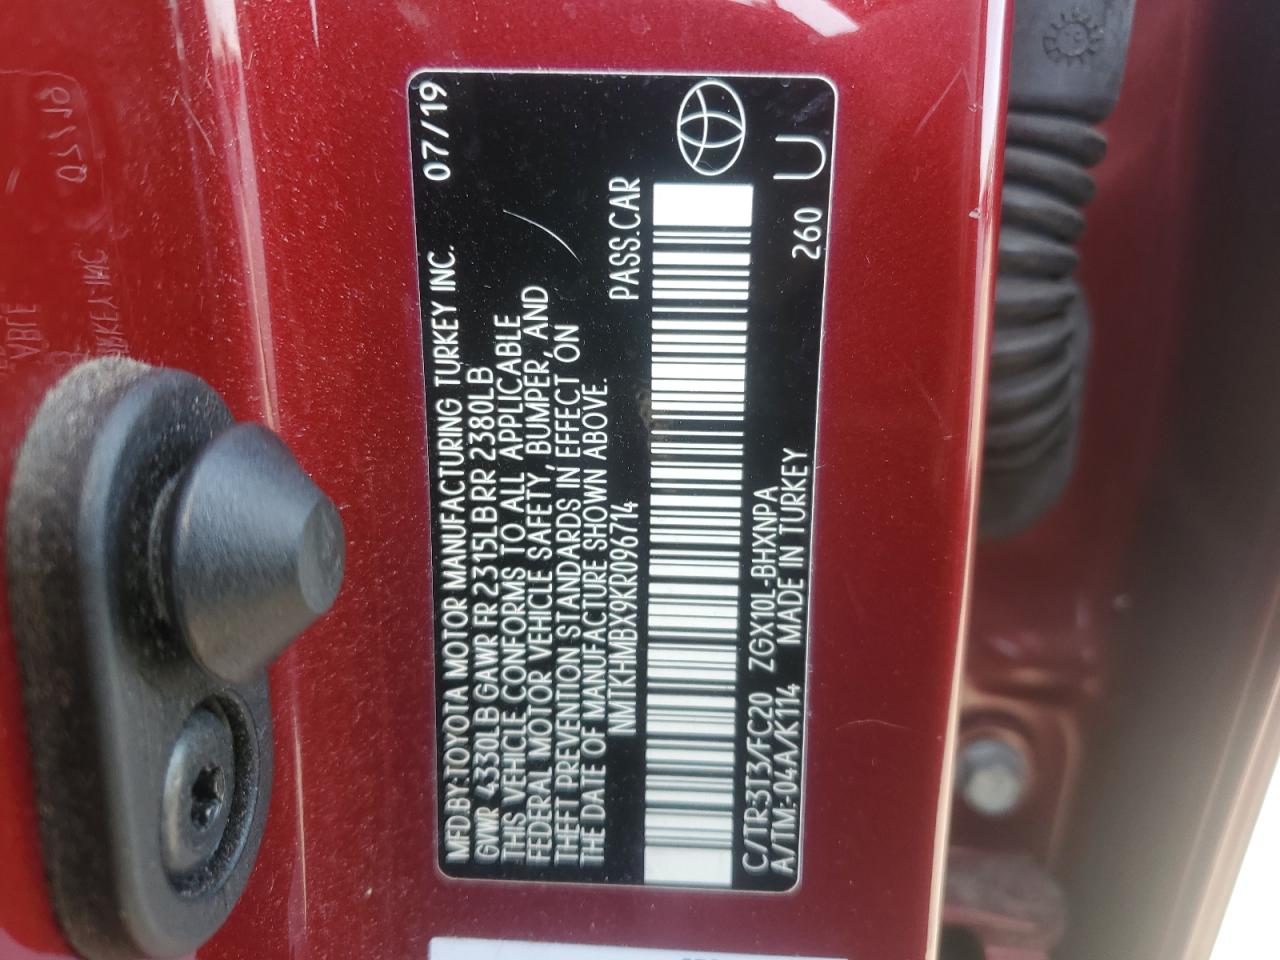 MFD.BY:TOYOTA MOTOR MANUFACTURING TURKEY INC. 07/19
GVWR 4330LB GAWR FR 2315LB RR 2380LB
THIS VEHICLE CONFORMS TO ALL APPLICABLE
FEDERAL MOTOR VEHICLE SAFETY, BUMPER, AND
THEFT PREVENTION STANDARDS IN EFFECT ON
THE DATE OF MANUFACTURE SHOWN ABOVE.
NMTKHMBX9KR096714 PASS.CAR
C/TR:3T3/FC20 ZGX10L-BHXNPA 260
A/TM:-04A/K114 MADE IN TURKEY U